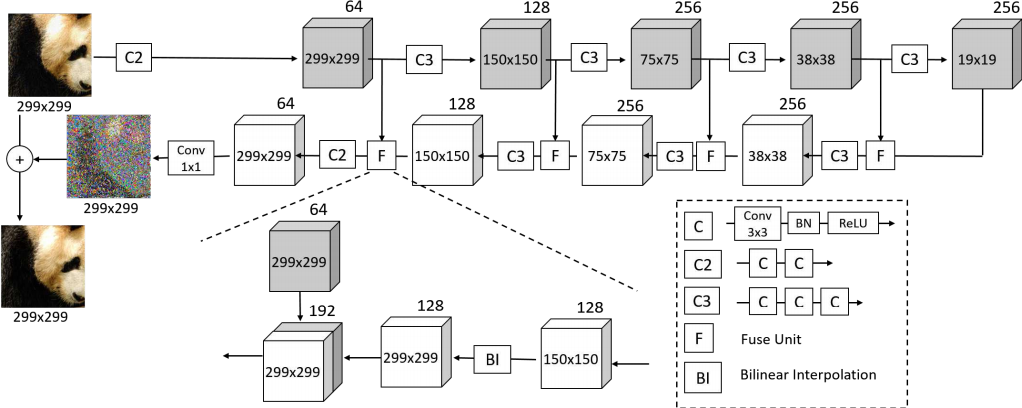 64
128
256
256
256
C2
299x299
C3
150x150
C3
75x75
C3
38x38
C3
19x19
299x299
64
128
256
256
+
299x299
Conv
1x1
299x299
C2
F
150x150
C3
F
75x75
C3
F
38x38
C3
F
299x299
64
299x299
192
128
128
299x299
299x299
BI
150x150
C
Conv
3x3
BN
ReLU
C2
C
C
C3
C
C
C
F
Fuse Unit
BI
Bilinear Interpolation